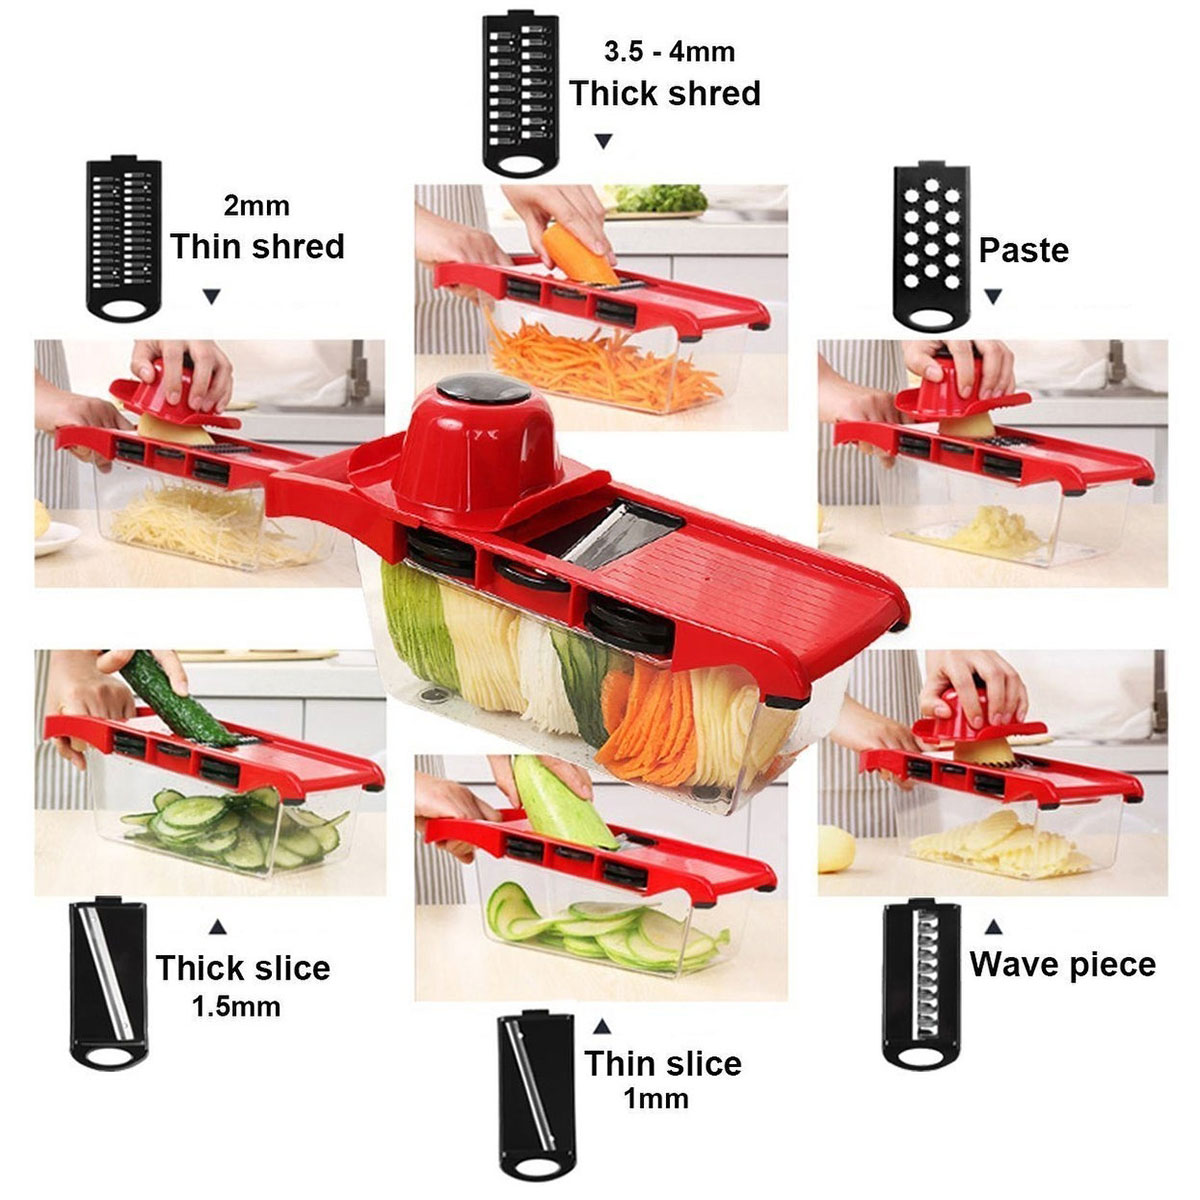 3.5 - 4mm
Thick shred
2mm
Thin shred
Paste
Thick slice
1.5mm
Wave piece
Thin slice
1mm